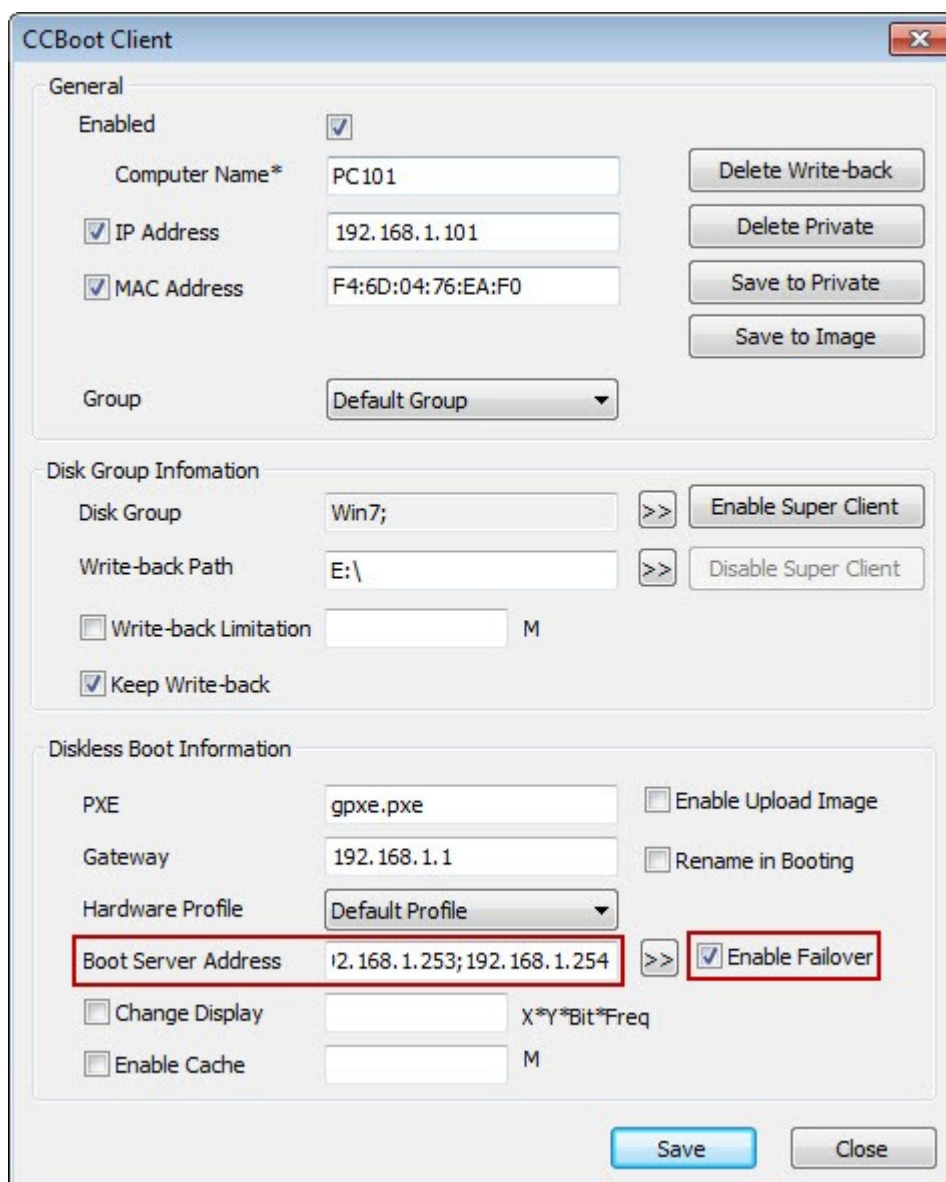 CCBoot Client
General
Enabled
Computer Name* PC101 Delete Write-back
IP Address 192.168.1.101 Delete Private
MAC Address F4:6D:04:76:EA:F0 Save to Private
Save to Image
Group Default Group
Disk Group Infomation
Disk Group Win7; >> Enable Super Client
Write-back Path E:\ >> Disable Super Client
Write-back Limitation M
Keep Write-back
Diskless Boot Information
PXE gpxe.pxe Enable Upload Image
Gateway 192.168.1.1 Rename in Booting
Hardware Profile Default Profile
Boot Server Address 2.168.1.253;192.168.1.254 >> Enable Failover
Change Display X*Y*Bit*Freq
Enable Cache M
Save Close